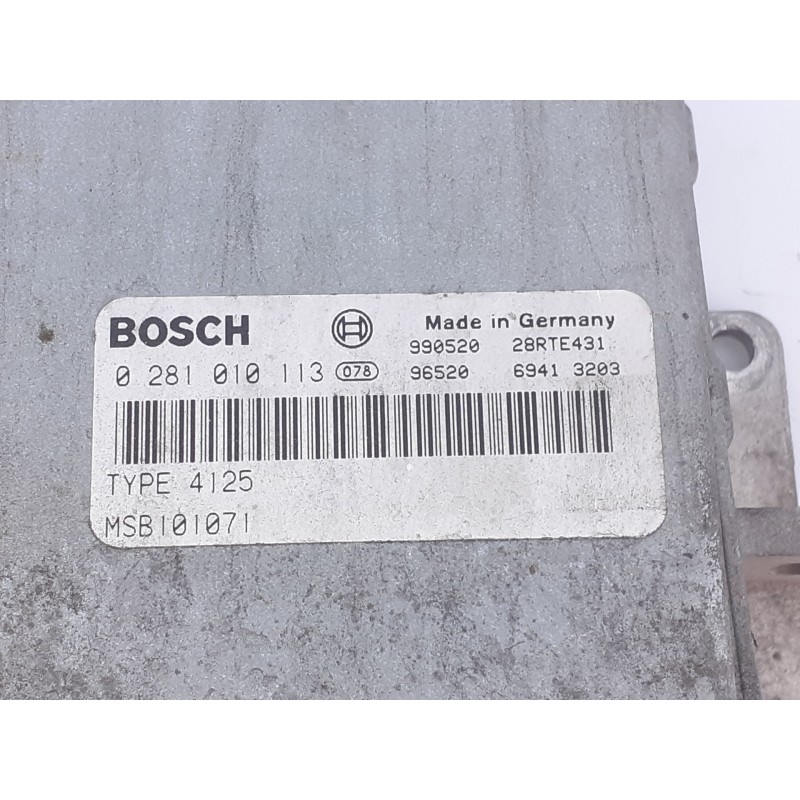 BOSCH Made in Germany
990520 28RTE431
0 281 010 113 078 96520 6941 3203
TYPE 4125
MSB101071